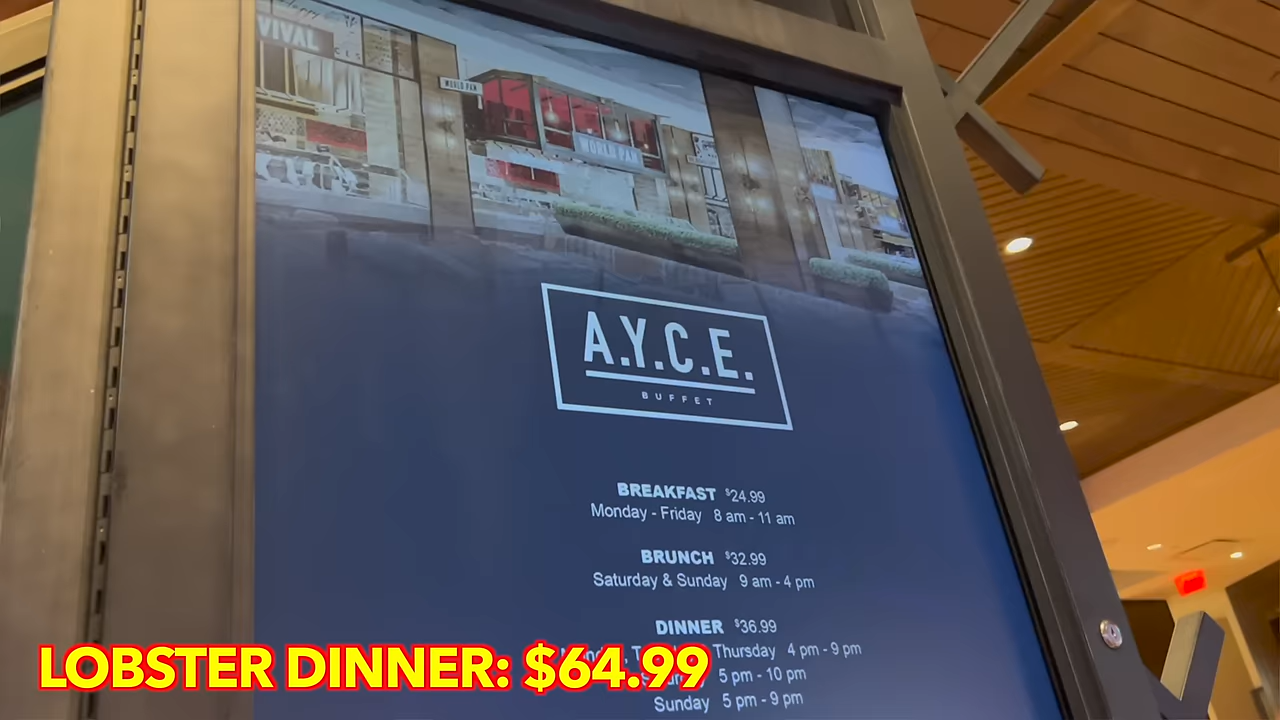 VIVAL
WORLD PAN
WORLD PAN
A.Y.C.E.
BUFFET
BREAKFAST $24.99
Monday - Friday 8 am - 11 am
BRUNCH $32.99
Saturday & Sunday 9 am - 4 pm
DINNER $36.99
Thursday 4 pm - 9 pm
5 pm - 10 pm
Sunday 5 pm - 9 pm
LOBSTER DINNER: $64.99